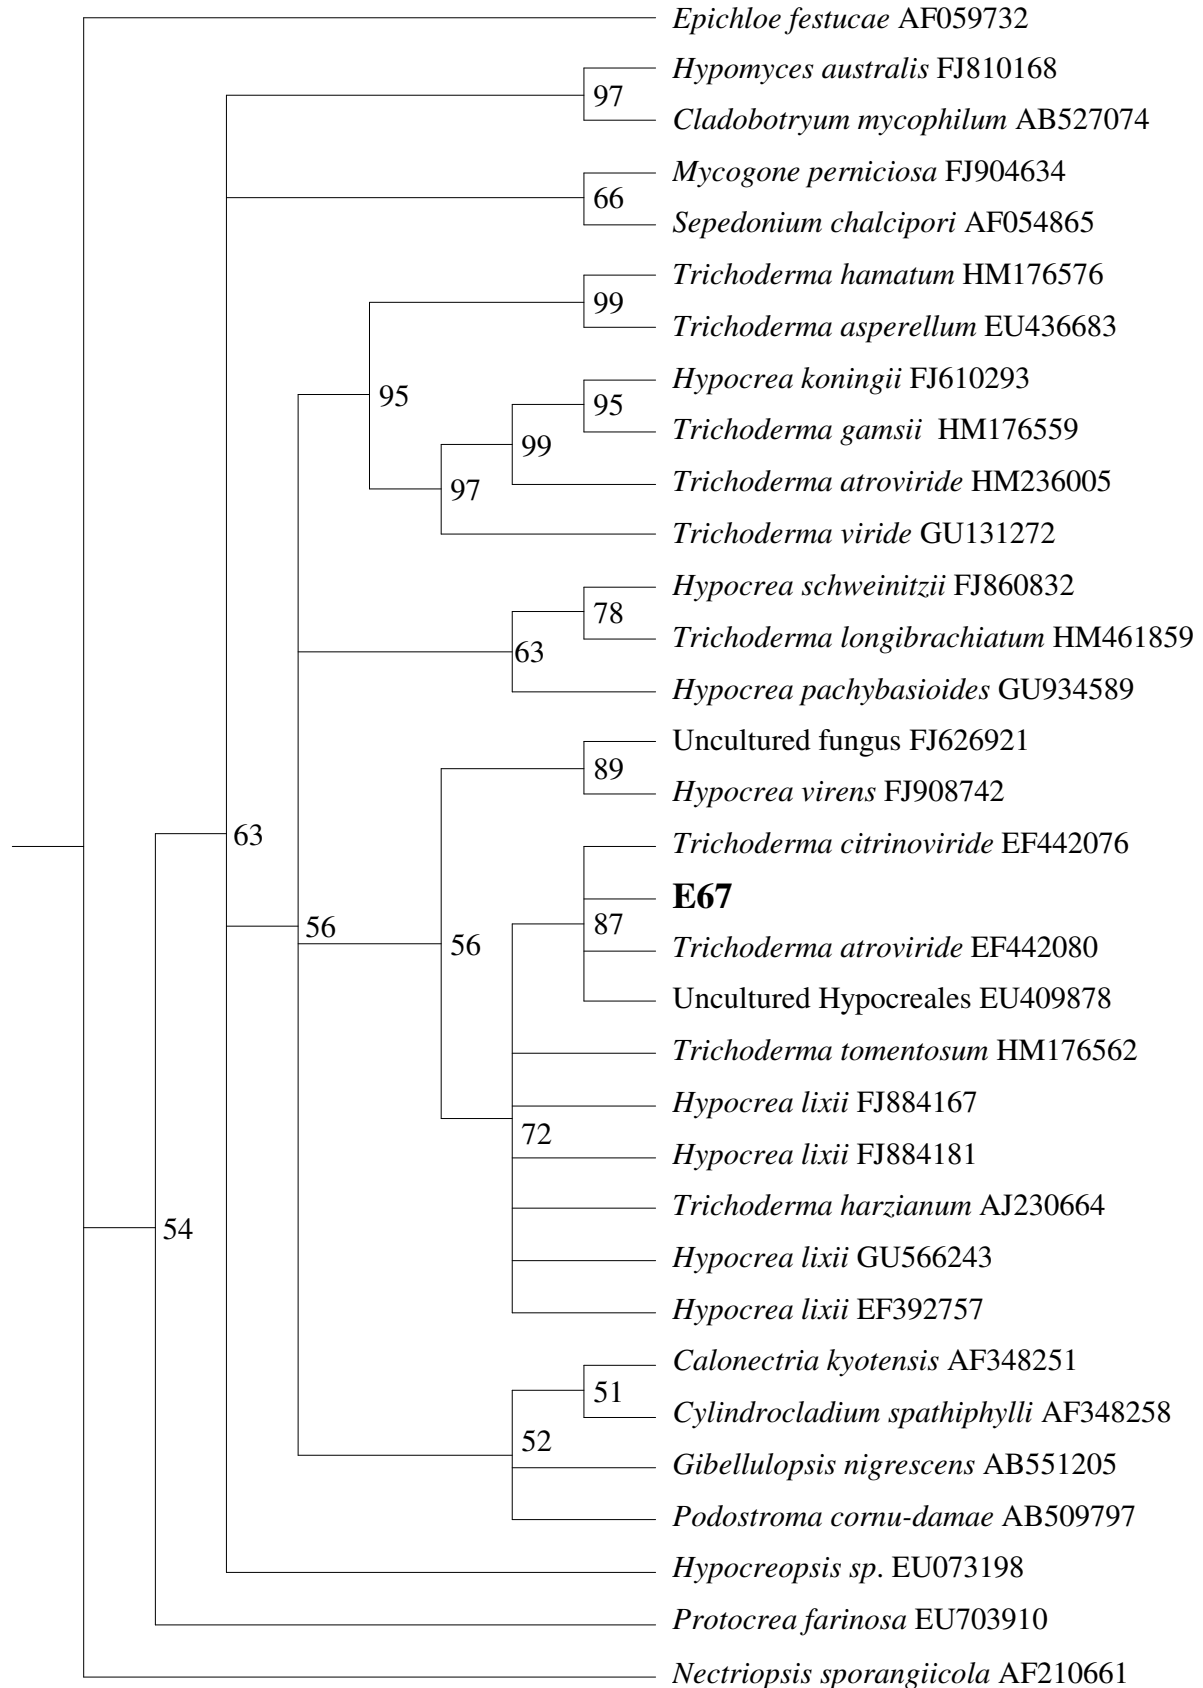 Epichloe festucae AF059732
Hypomyces australis FJ810168
97
Cladobotryum mycophilum AB527074
Mycogone perniciosa FJ904634
66
Sepedonium chalcipori AF054865
Trichoderma hamatum HM176576
99
Trichoderma asperellum EU436683
Hypocrea koningii FJ610293
95
95
Trichoderma gamsii HM176559
99
Trichoderma atroviride HM236005
97
Trichoderma viride GU131272
Hypocrea schweinitzii FJ860832
78
Trichoderma longibrachiatum HM461859
63
Hypocrea pachybasioides GU934589
Uncultured fungus FJ626921
89
Hypocrea virens FJ908742
63
Trichoderma citrinoviride EF442076
E67
87
56
56
Trichoderma atroviride EF442080
Uncultured Hypocreales EU409878
Trichoderma tomentosum HM176562
Hypocrea lixii FJ884167
72
Hypocrea lixii FJ884181
Trichoderma harzianum AJ230664
54
Hypocrea lixii GU566243
Hypocrea lixii EF392757
Calonectria kyotensis AF348251
51
Cylindrocladium spathiphylli AF348258
52
Gibellulopsis nigrescens AB551205
Podostroma cornu-damae AB509797
Hypocreopsis sp. EU073198
Protocrea farinosa EU703910
Nectriopsis sporangiicola AF210661